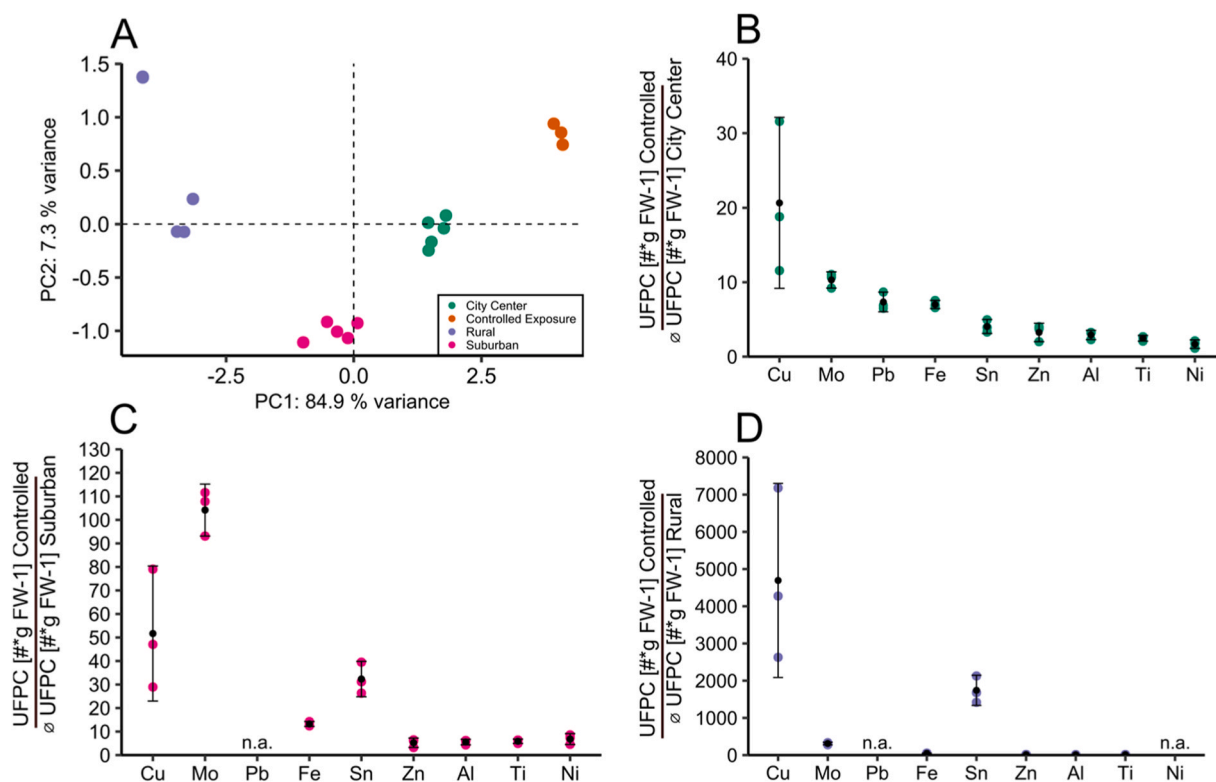 A
1.5
1.0
0.5
0.0
-0.5
-1.0
PC2: 7.3 % variance
-2.5 0.0 2.5
PC1: 84.9 % variance
City Center
Controlled Exposure
Rural
Suburban
B
40
30
20
10
0
UFPC [#*g FW-1] Controlled
⌀ UFPC [#*g FW-1] City Center
Cu Mo Pb Fe Sn Zn Al Ti Ni
C
130
120
110
100
90
80
70
60
50
40
30
20
10
0
UFPC [#*g FW-1] Controlled
⌀ UFPC [#*g FW-1] Suburban
n.a.
Cu Mo Pb Fe Sn Zn Al Ti Ni
D
8000
7000
6000
5000
4000
3000
2000
1000
0
UFPC [#*g FW-1] Controlled
⌀ UFPC [#*g FW-1] Rural
n.a. n.a.
Cu Mo Pb Fe Sn Zn Al Ti Ni